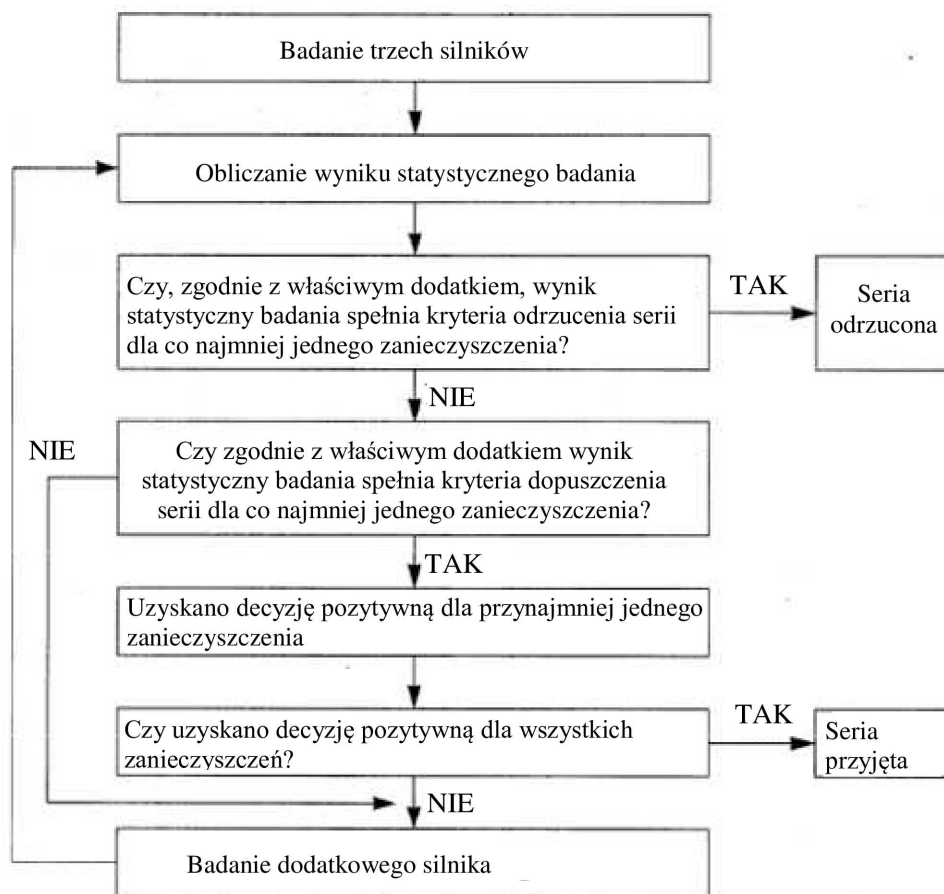 Badanie trzech silników
Obliczanie wyniku statystycznego badania
Czy, zgodnie z właściwym dodatkiem, wynik
statystyczny badania spełnia kryteria odrzucenia serii
dla co najmniej jednego zanieczyszczenia?
TAK
Seria
odrzucona
NIE
NIE
Czy zgodnie z właściwym dodatkiem wynik
statystyczny badania spełnia kryteria dopuszczenia
serii dla co najmniej jednego zanieczyszczenia?
TAK
Uzyskano decyzję pozytywną dla przynajmniej jednego
zanieczyszczenia
Czy uzyskano decyzję pozytywną dla wszystkich
zanieczyszczeń?
TAK
Seria
przyjęta
NIE
Badanie dodatkowego silnika